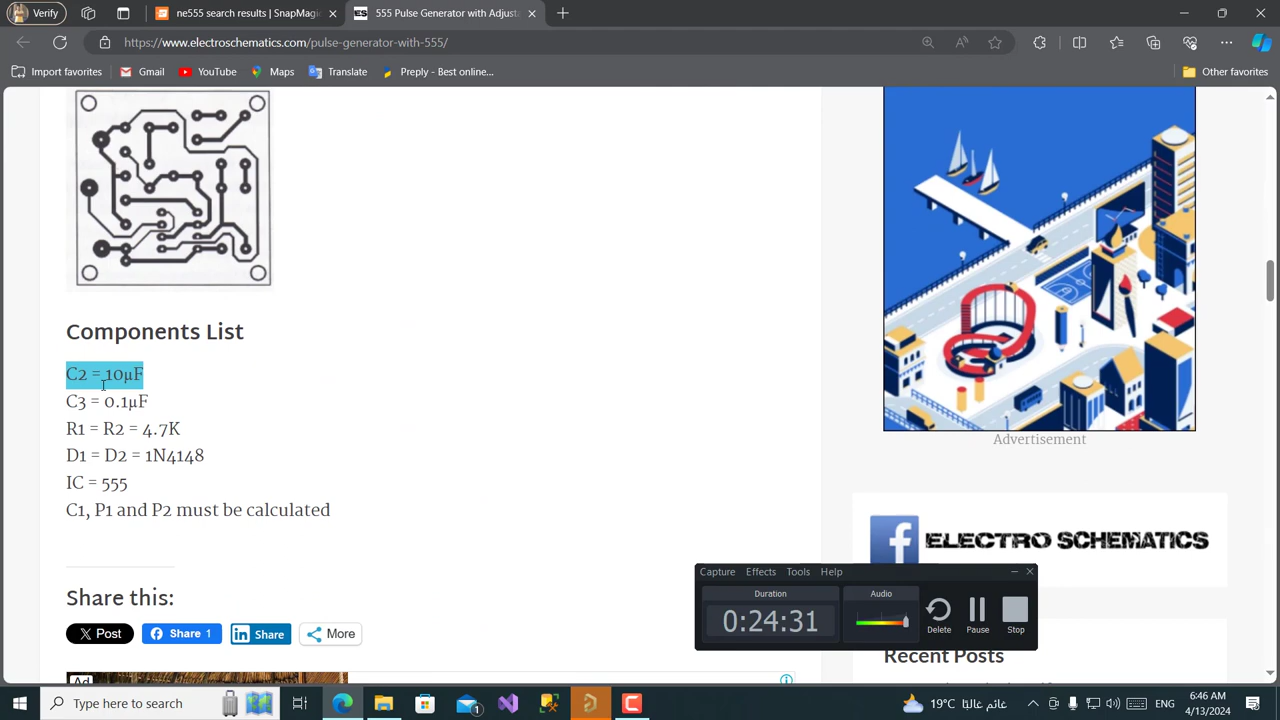 Verify
ne555 search results | SnapMagic
555 Pulse Generator with Adjusta
https://www.electroschematics.com/pulse-generator-with-555/
Import favorites
Gmail
YouTube
Maps
Translate
Preply - Best online...
Other favorites
Components List
C2 = 10μF
C3 = 0.1μF
R1 = R2 = 4.7K
D1 = D2 = 1N4148
IC = 555
C1, P1 and P2 must be calculated
Share this:
Post
Share 1
Share
More
Ad
Advertisement
ELECTRO SCHEMATICS
Recent Posts
Capture Effects Tools Help
Duration
Audio
0:24:31
Delete
Pause
Stop
Type here to search
19°C غائم غالبًا
ENG
6:46 AM
4/13/2024